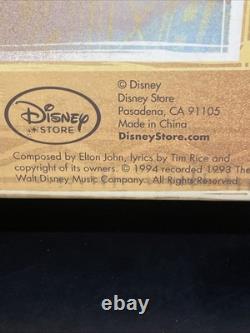 © Disney
Disney Store
Pasadena, CA 91105
Made in China
DisneyStore.com
Disney
STORE
Composed by Elton John, lyrics by Tim Rice and
copyright of its owners. © 1994 recorded 1993 The
Walt Disney Music Company. All Rights Reserved.